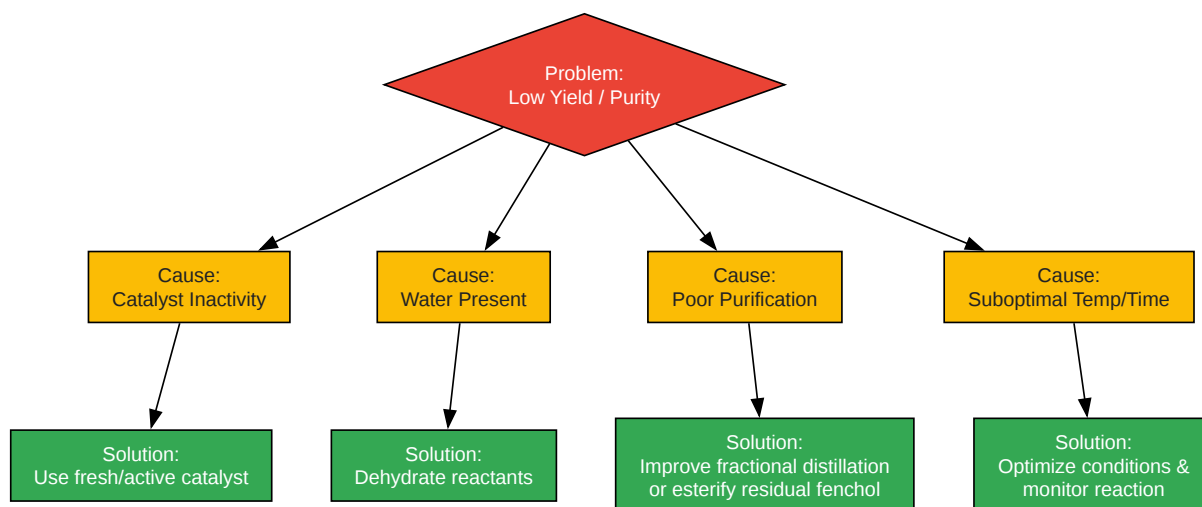 Problem:
Low Yield / Purity
Cause:
Catalyst Inactivity
Cause:
Water Present
Cause:
Poor Purification
Cause:
Suboptimal Temp/Time
Solution:
Use fresh/active catalyst
Solution:
Dehydrate reactants
Solution:
Improve fractional distillation
or esterify residual fenchol
Solution:
Optimize conditions &
monitor reaction